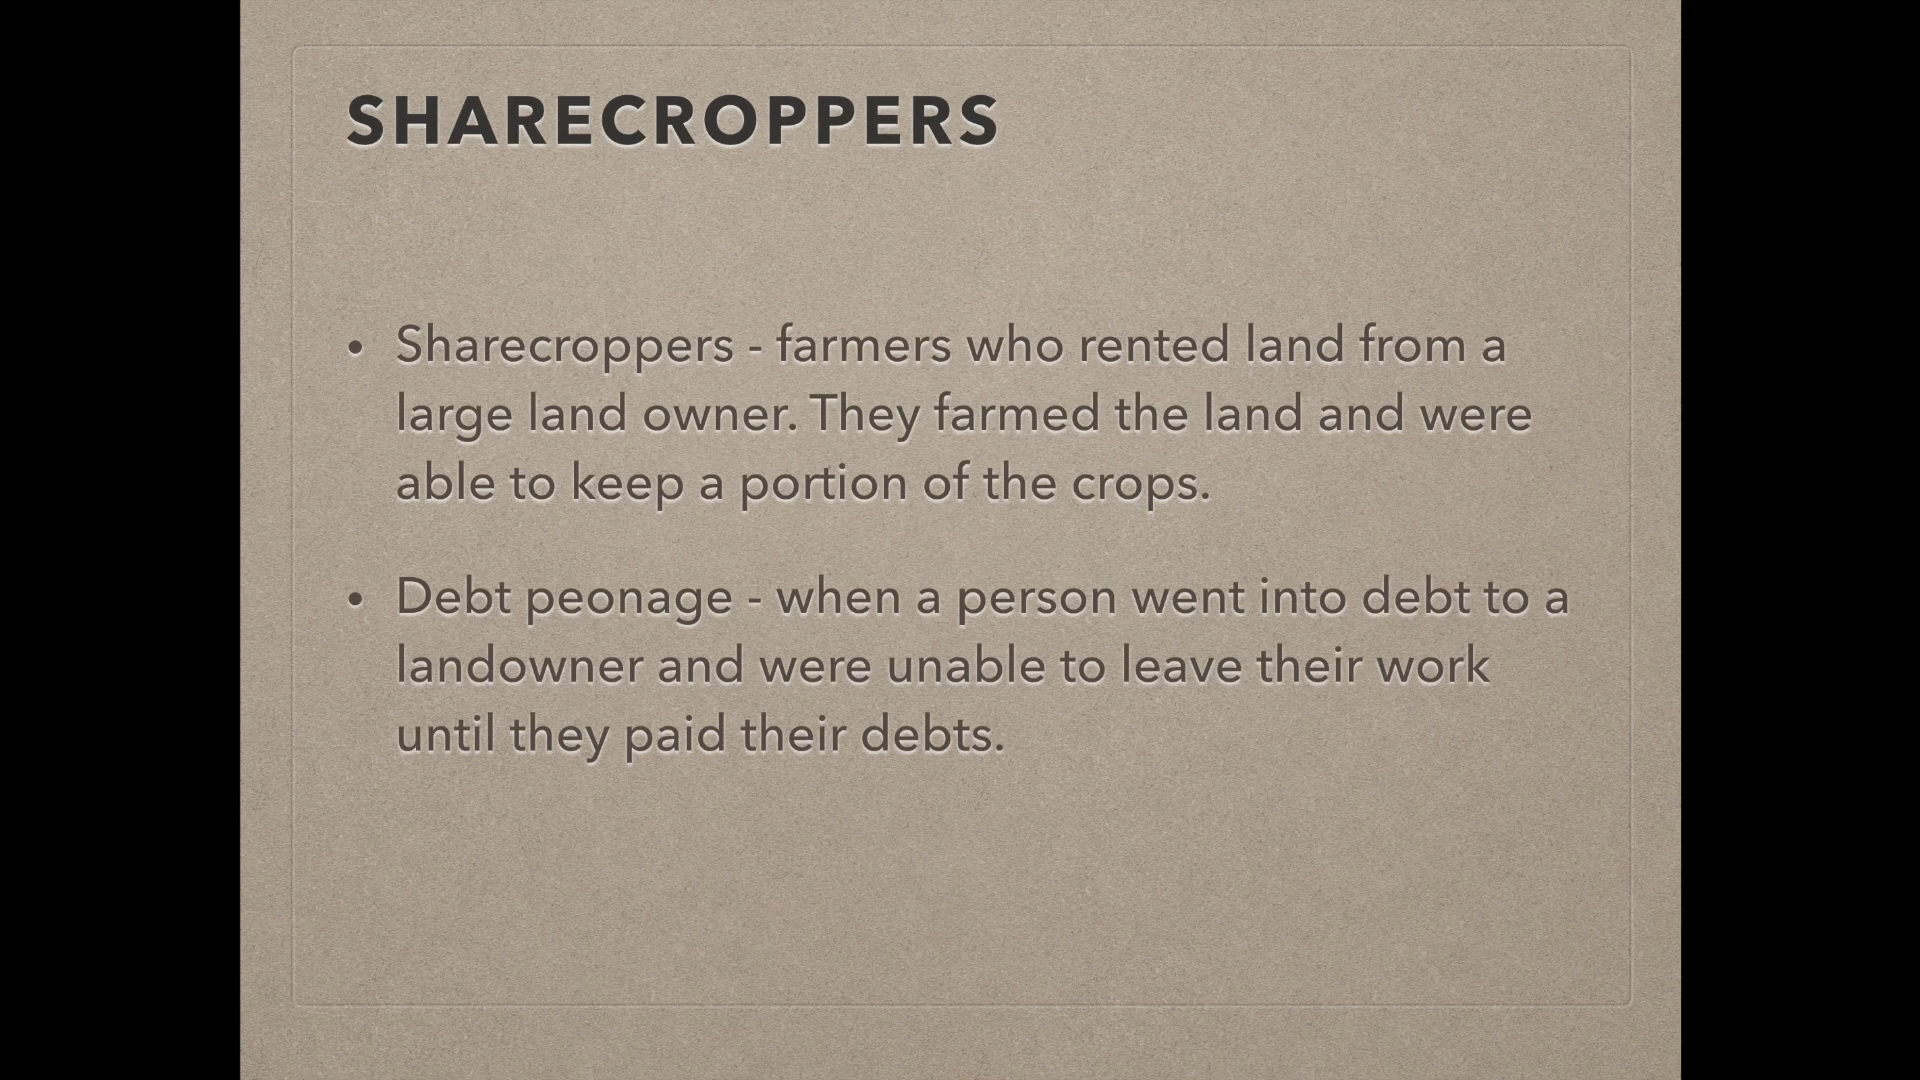 SHARECROPPERS
• Sharecroppers - farmers who rented land from a
large land owner. They farmed the land and were
able to keep a portion of the crops.
• Debt peonage - when a person went into debt to a
landowner and were unable to leave their work
until they paid their debts.